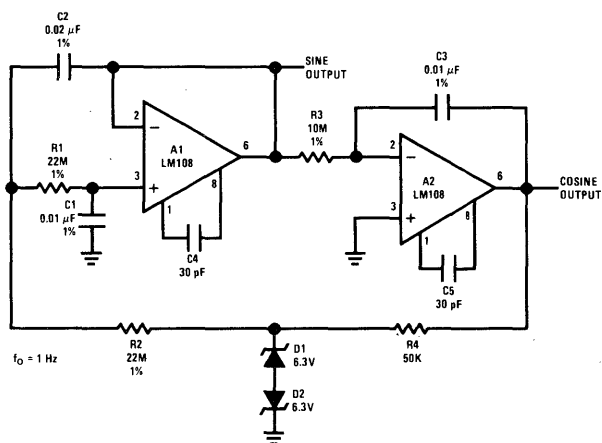 C2
0.02 μF
1%
SINE
OUTPUT
C3
0.01 μF
1%
R3
10M
1%
2
−
A1
LM108
6
3
+
8
1
R1
22M
1%
C1
0.01 μF
1%
C4
30 pF
2
−
A2
LM108
6
3
+
8
1
COSINE
OUTPUT
C5
30 pF
R2
22M
1%
R4
50K
D1
6.3V
D2
6.3V
fO = 1 Hz